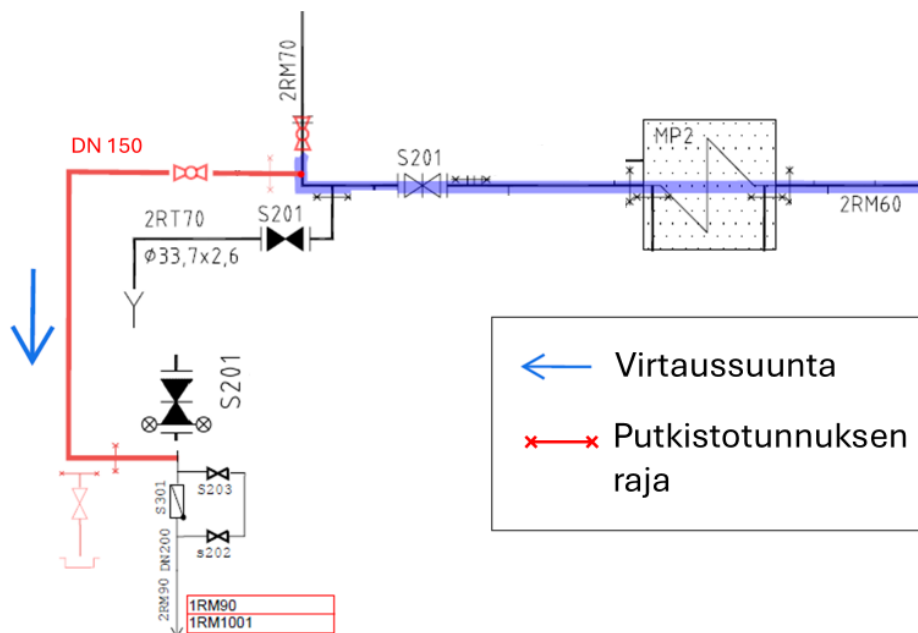 2RM70
DN 150
S201
MP2
2RM60
2RT70
S201
Φ33,7x2,6
S201
S203
S301
s202
2RM90 DN200
1RM90
1RM1001
Virtaussuunta
Putkistotunnuksen
raja